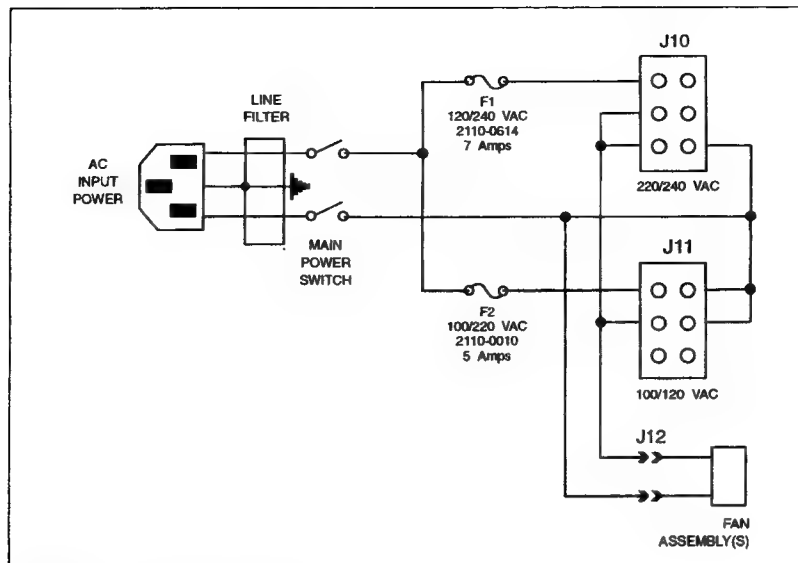 J10
F1
120/240 VAC
2110-0614
7 Amps
LINE
FILTER
AC
INPUT
POWER
220/240 VAC
MAIN
POWER
SWITCH
J11
F2
100/220 VAC
2110-0010
5 Amps
100/120 VAC
J12
FAN
ASSEMBLY(S)